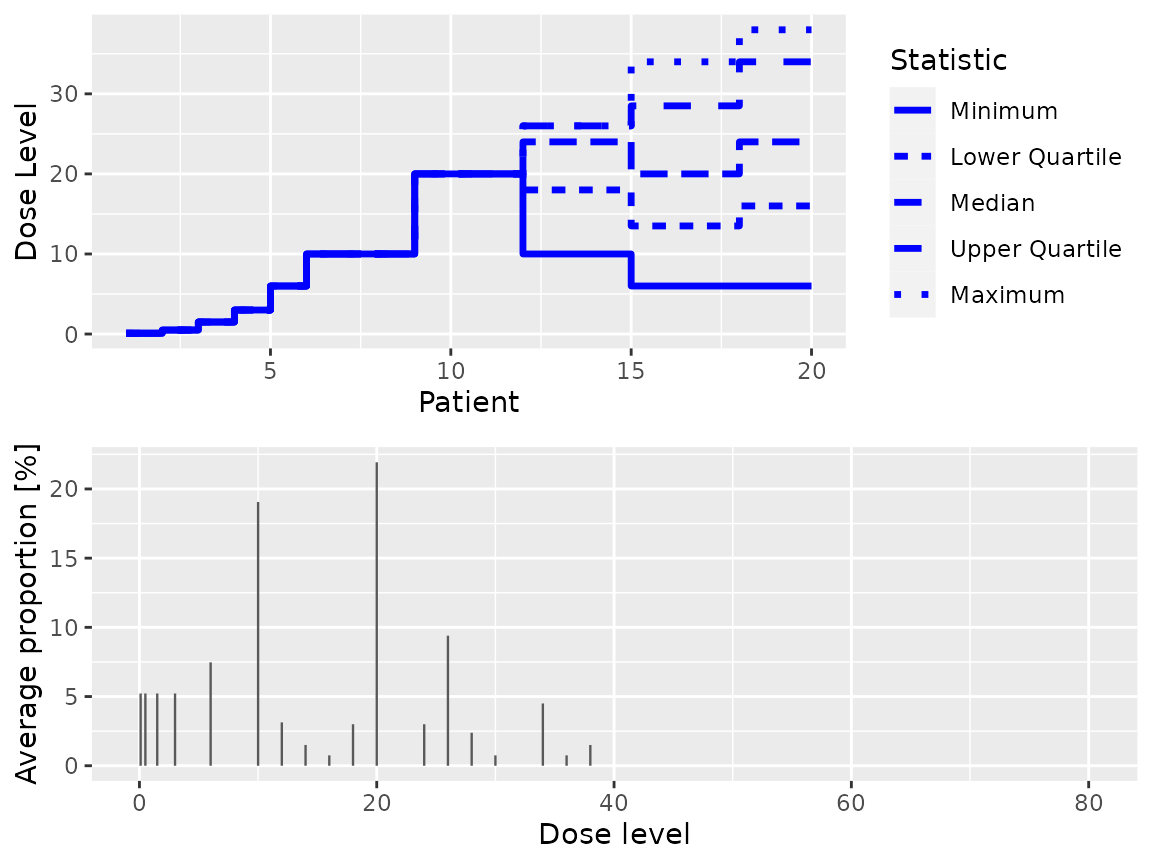 Dose Level
30
20
10
0
5
10
15
20
Patient
Statistic
Minimum
Lower Quartile
Median
Upper Quartile
Maximum
Average proportion [%]
20
15
10
5
0
0
20
40
60
80
Dose level